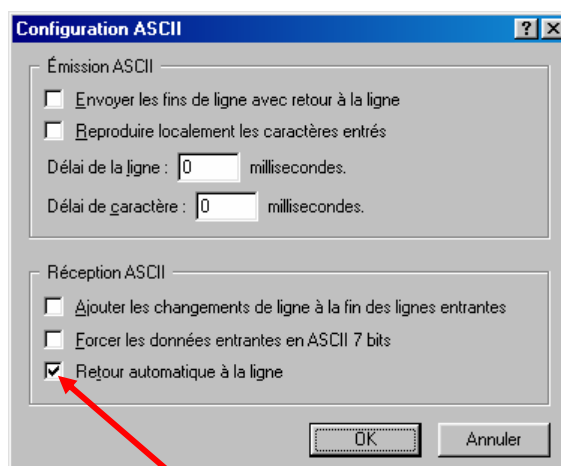 Configuration ASCII
Émission ASCII
Envoyer les fins de ligne avec retour à la ligne
Reproduire localement les caractères entrés
Délai de la ligne : 0 millisecondes.
Délai de caractère : 0 millisecondes.
Réception ASCII
Ajouter les changements de ligne à la fin des lignes entrantes
Forcer les données entrantes en ASCII 7 bits
Retour automatique à la ligne
OK Annuler